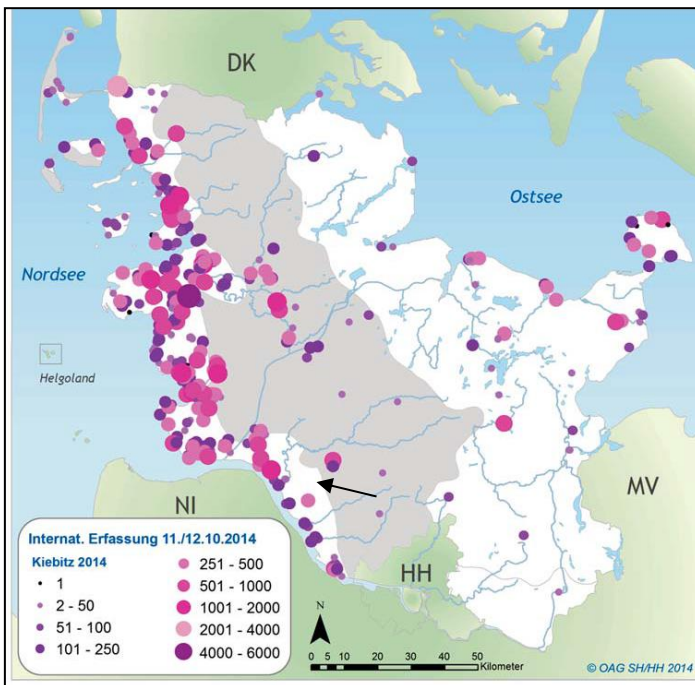 DK
Ostsee
Nordsee
Helgoland
NI
MV
HH
Internat. Erfassung 11./12.10.2014
Kiebitz 2014
1
2 - 50
51 - 100
101 - 250
251 - 500
501 - 1000
1001 - 2000
2001 - 4000
4000 - 6000
N
0 5 10 20 30 40 50
Kilometer
© OAG SH/HH 2014